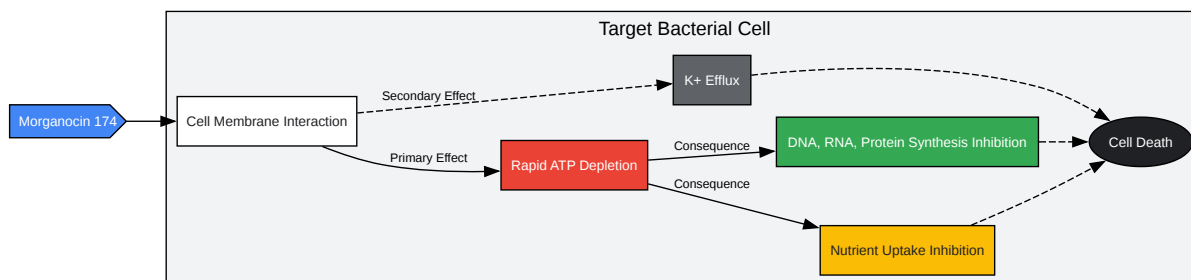 Target Bacterial Cell
K+ Efflux
Secondary Effect
Morganocin 174
Cell Membrane Interaction
DNA, RNA, Protein Synthesis Inhibition
Cell Death
Consequence
Primary Effect
Rapid ATP Depletion
Consequence
Nutrient Uptake Inhibition